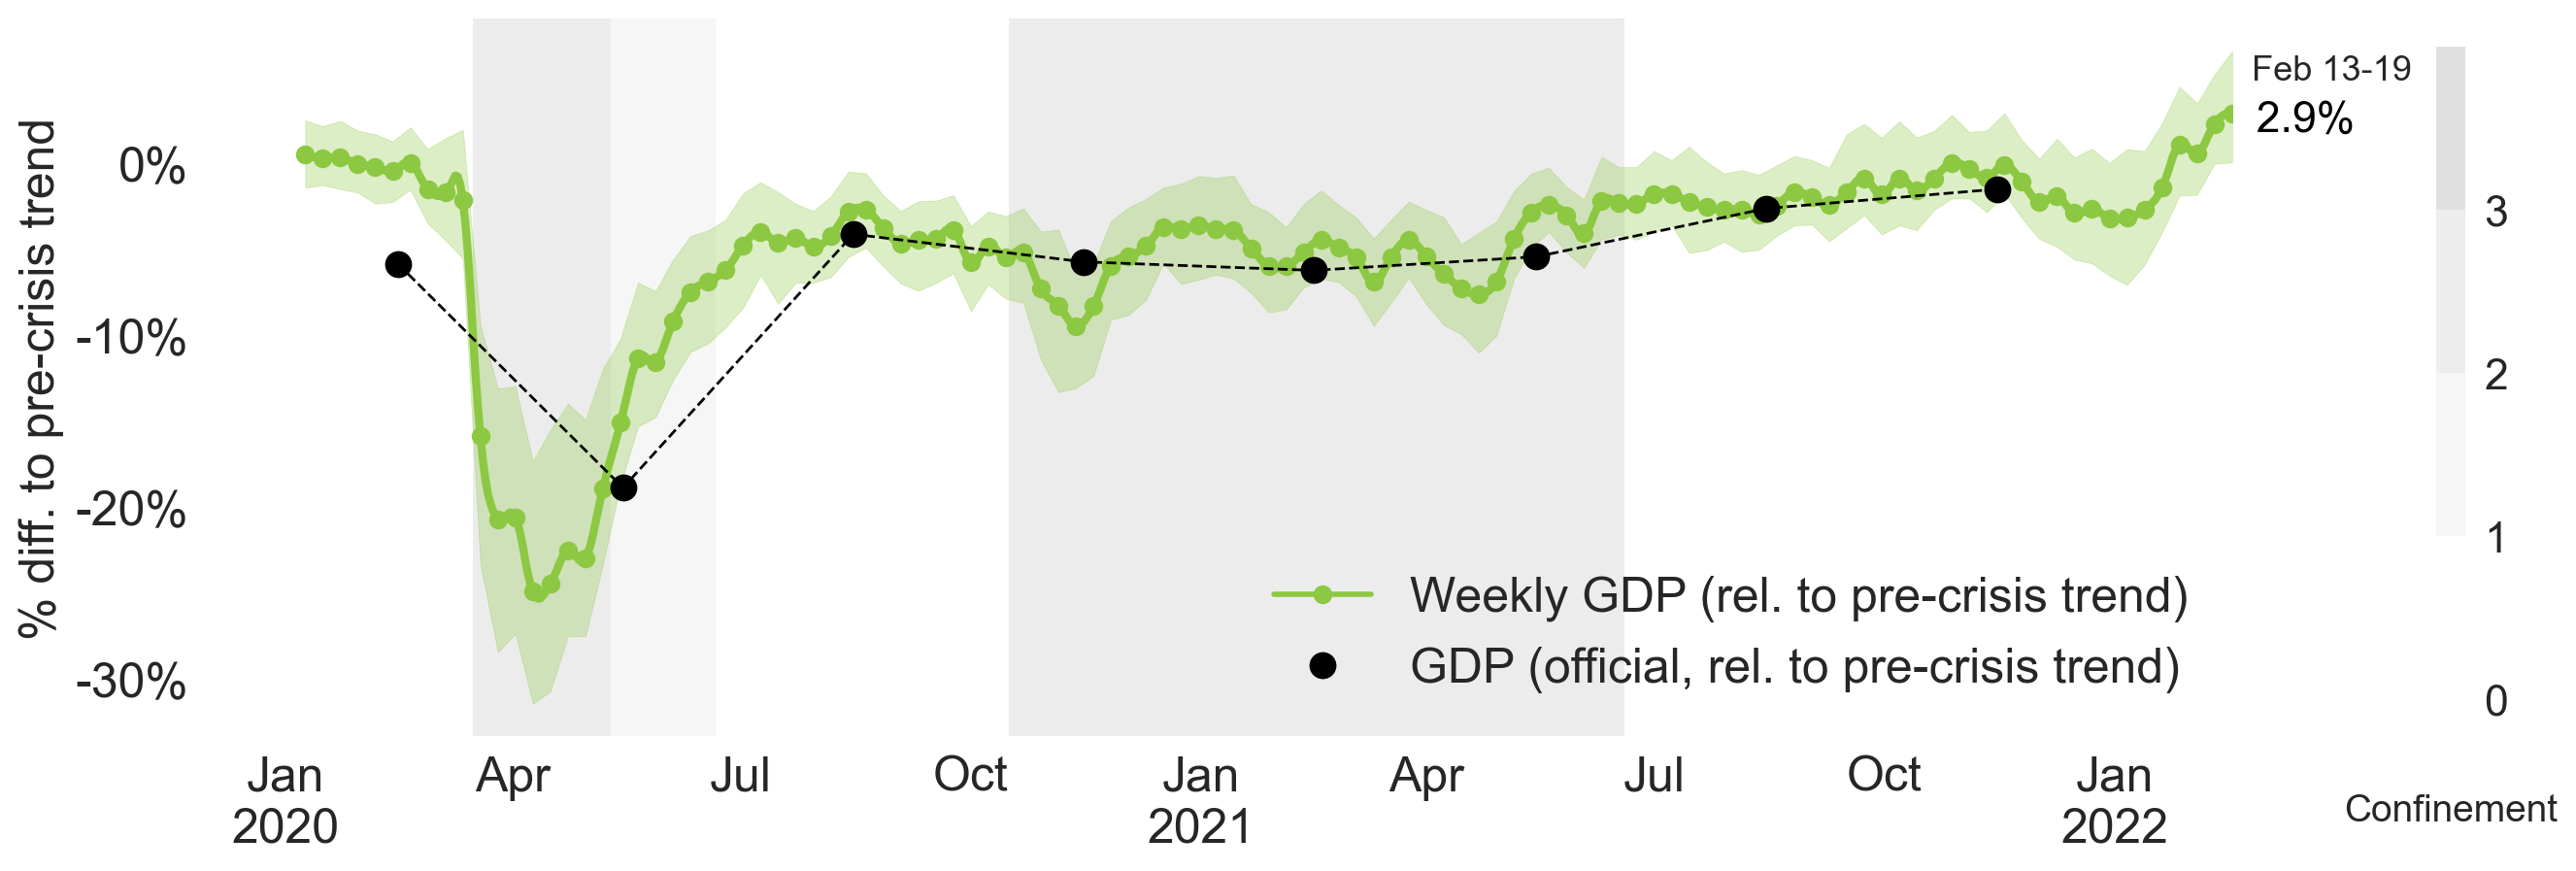 % diff. to pre-crisis trend
0%
-10%
-20%
-30%
Feb 13-19
2.9%
Weekly GDP (rel. to pre-crisis trend)
GDP (official, rel. to pre-crisis trend)
Jan
2020
Apr
Jul
Oct
Jan
2021
Apr
Jul
Oct
Jan
2022
3
2
1
0
Confinement